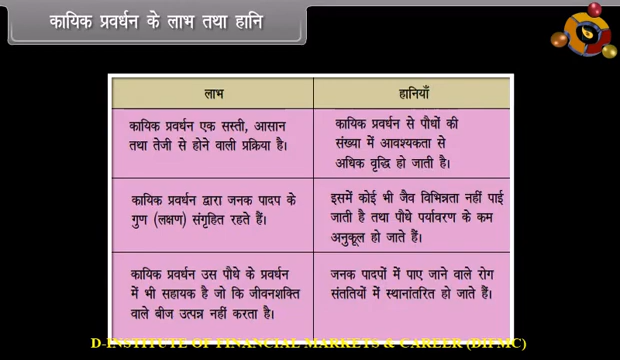 कायिक प्रवर्धन के लाभ तथा हानि
लाभ
हानियाँ
कायिक प्रवर्धन एक सस्ती, आसान
तथा तेजी से होने वाली प्रक्रिया है।
कायिक प्रवर्धन से पौधों की
संख्या में आवश्यकता से
अधिक वृद्धि हो जाती है।
कायिक प्रवर्धन द्वारा जनक पादप के
गुण (लक्षण) संगृहित रहते हैं।
इसमें कोई भी जैव विभिन्नता नहीं पाई
जाती है तथा पौधे पर्यावरण के कम
अनुकूल हो जाते हैं।
कायिक प्रवर्धन उस पौधे के प्रवर्धन
में भी सहायक है जो कि जीवनशक्ति
वाले बीज उत्पन्न नहीं करता है।
जनक पादपों में पाए जाने वाले रोग
संततियों में स्थानांतरित हो जाते हैं।
D-INSTITUTE OF FINANCIAL MARKETS & CAREER (DIFMC)